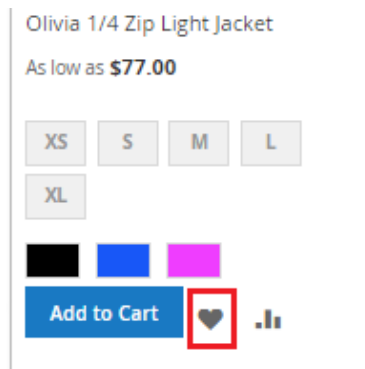 Olivia 1/4 Zip Light Jacket
As low as $77.00
XS S M L
XL
Add to Cart